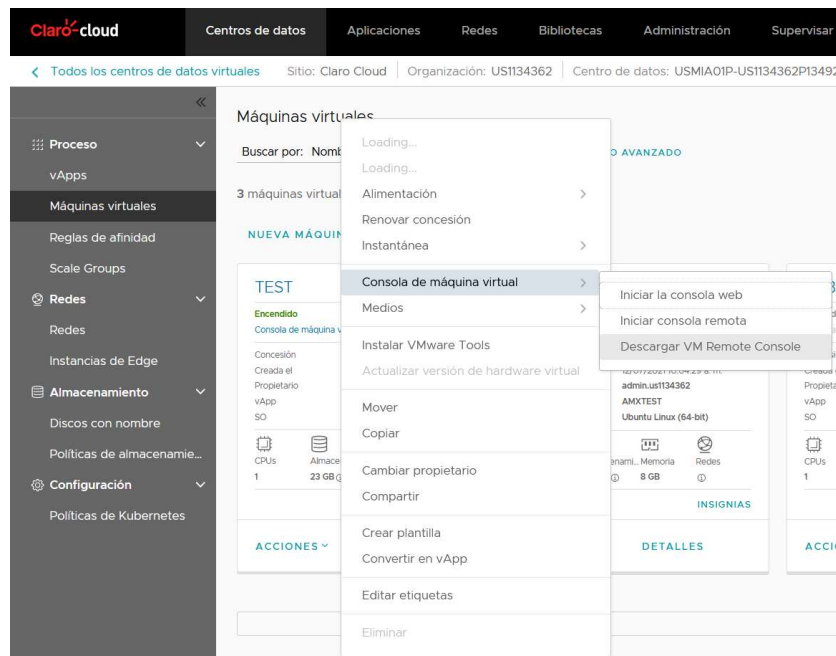 Claro-cloud
Centros de datos Aplicaciones Redes Bibliotecas Administración Supervisar
Todos los centros de datos virtuales Sitio: Claro Cloud Organización: US1134362 Centro de datos: USMIA01P-US1134362P13492
Proceso
vApps
Máquinas virtuales
Reglas de afinidad
Scale Groups
Redes
Redes
Instancias de Edge
Almacenamiento
Discos con nombre
Políticas de almacenamie...
Configuración
Políticas de Kubernetes
Máquinas virtuales
Buscar por: O AVANZADO
3 máquinas
NUEVA
TEST
Encendido
Consola de máquina
Concesión
Creada el
Propietario
vApp
SO
CPUs
1 23 GB
ACCIONES
Loading...
Loading...
Alimentación
Renovar concesión
Instantánea
Consola de máquina virtual
Medios
Instalar VMware Tools
Actualizar versión de hardware virtual
Mover
Copiar
Cambiar propietario
Compartir
Crear plantilla
Convertir en vApp
Editar etiquetas
Eliminar
Iniciar la consola web
Iniciar consola remota
Descargar VM Remote Console
admin.us1134362
AMXTEST
Ubuntu Linux (64-bit)
Memoria Redes
8 GB
INSIGNIAS
DETALLES
vApp
SO
CPUs
1